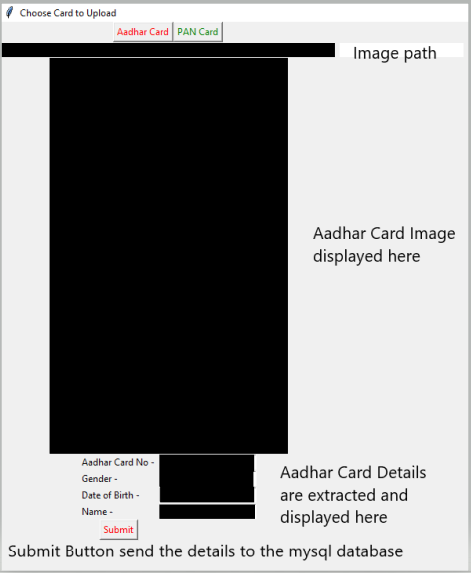 Choose Card to Upload
Aadhar Card PAN Card
Image path
Aadhar Card Image
displayed here
Aadhar Card No -
Gender -
Date of Birth -
Name -
Aadhar Card Details
are extracted and
displayed here
Submit
Submit Button send the details to the mysql database